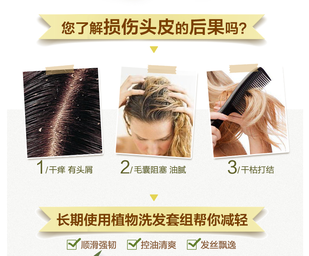 您了解损伤头皮的后果吗?
1/干痒 有头屑
2/毛囊阻塞 油腻
3/干枯打结
长期使用植物洗发套组帮你减轻
顺滑强韧 控油清爽 发丝飘逸